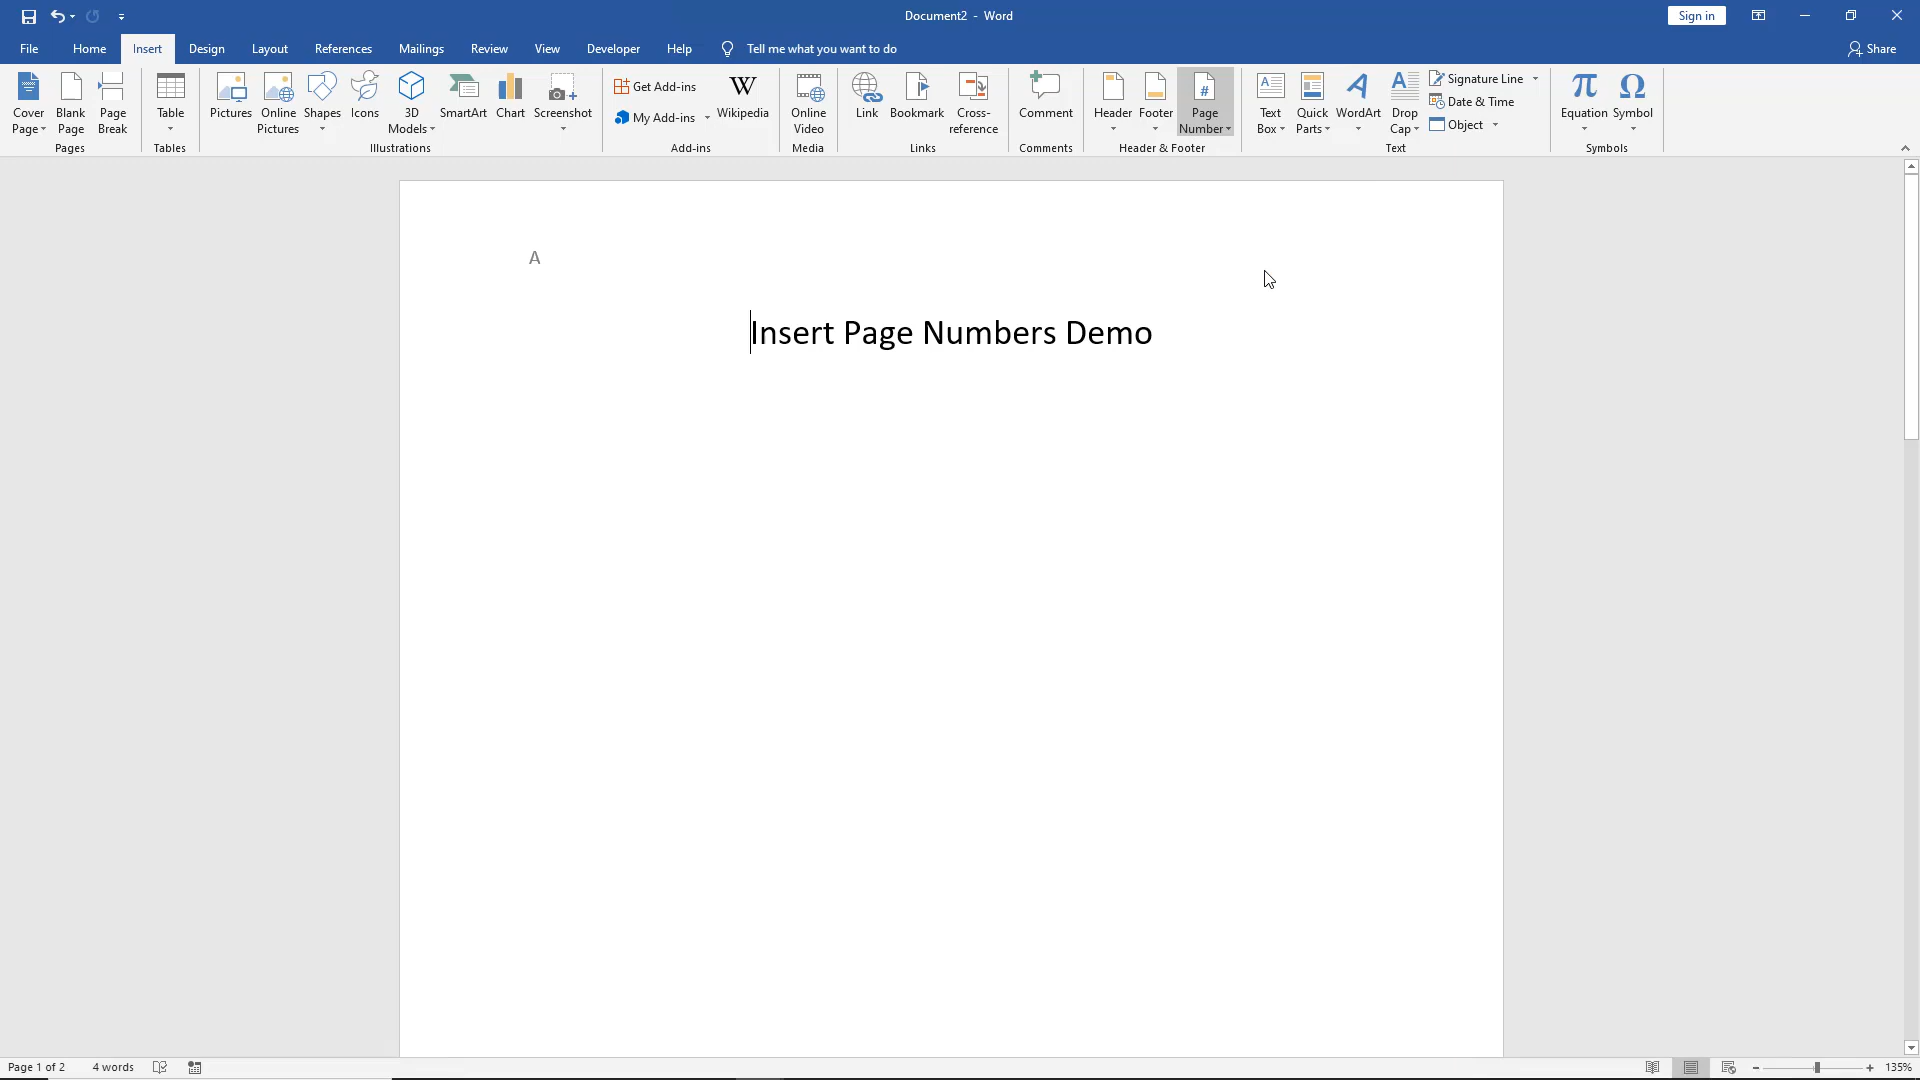 Document2 - Word
Sign in
File Home Insert Design Layout References Mailings Review View Developer Help Tell me what you want to do Share
Cover Page
Blank Page
Page Break
Pages
Table
Tables
Pictures
Online Pictures
Shapes
Icons
3D Models
SmartArt
Chart
Screenshot
Illustrations
Get Add-ins
My Add-ins
Wikipedia
Add-ins
Online Video
Media
Link
Bookmark
Cross-reference
Links
Comment
Comments
Header
Footer
Page Number
Header & Footer
Text Box
Quick Parts
WordArt
Drop Cap
Signature Line
Date & Time
Object
Text
Equation
Symbol
Symbols
A
Insert Page Numbers Demo
Page 1 of 2 4 words 135%